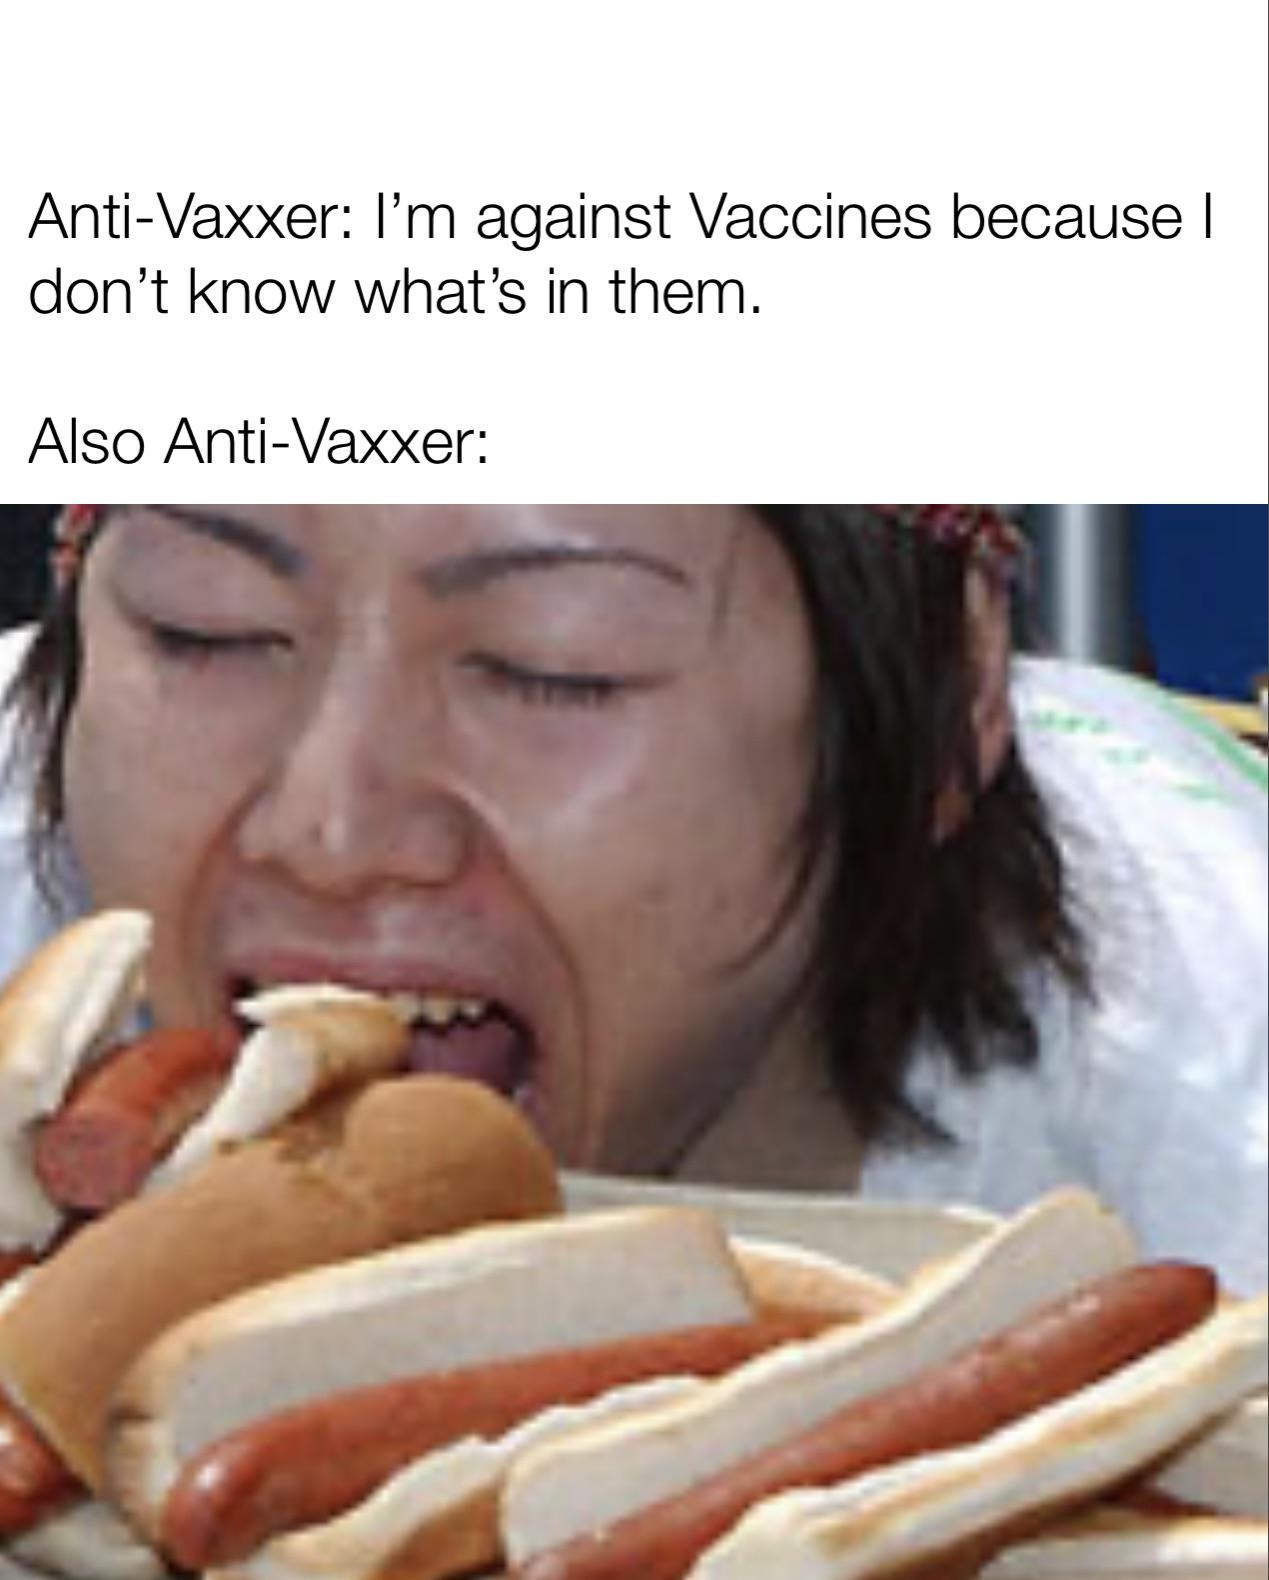 Anti-Vaxxer: I’m against Vaccines because I
don’t know what’s in them.
Also Anti-Vaxxer: